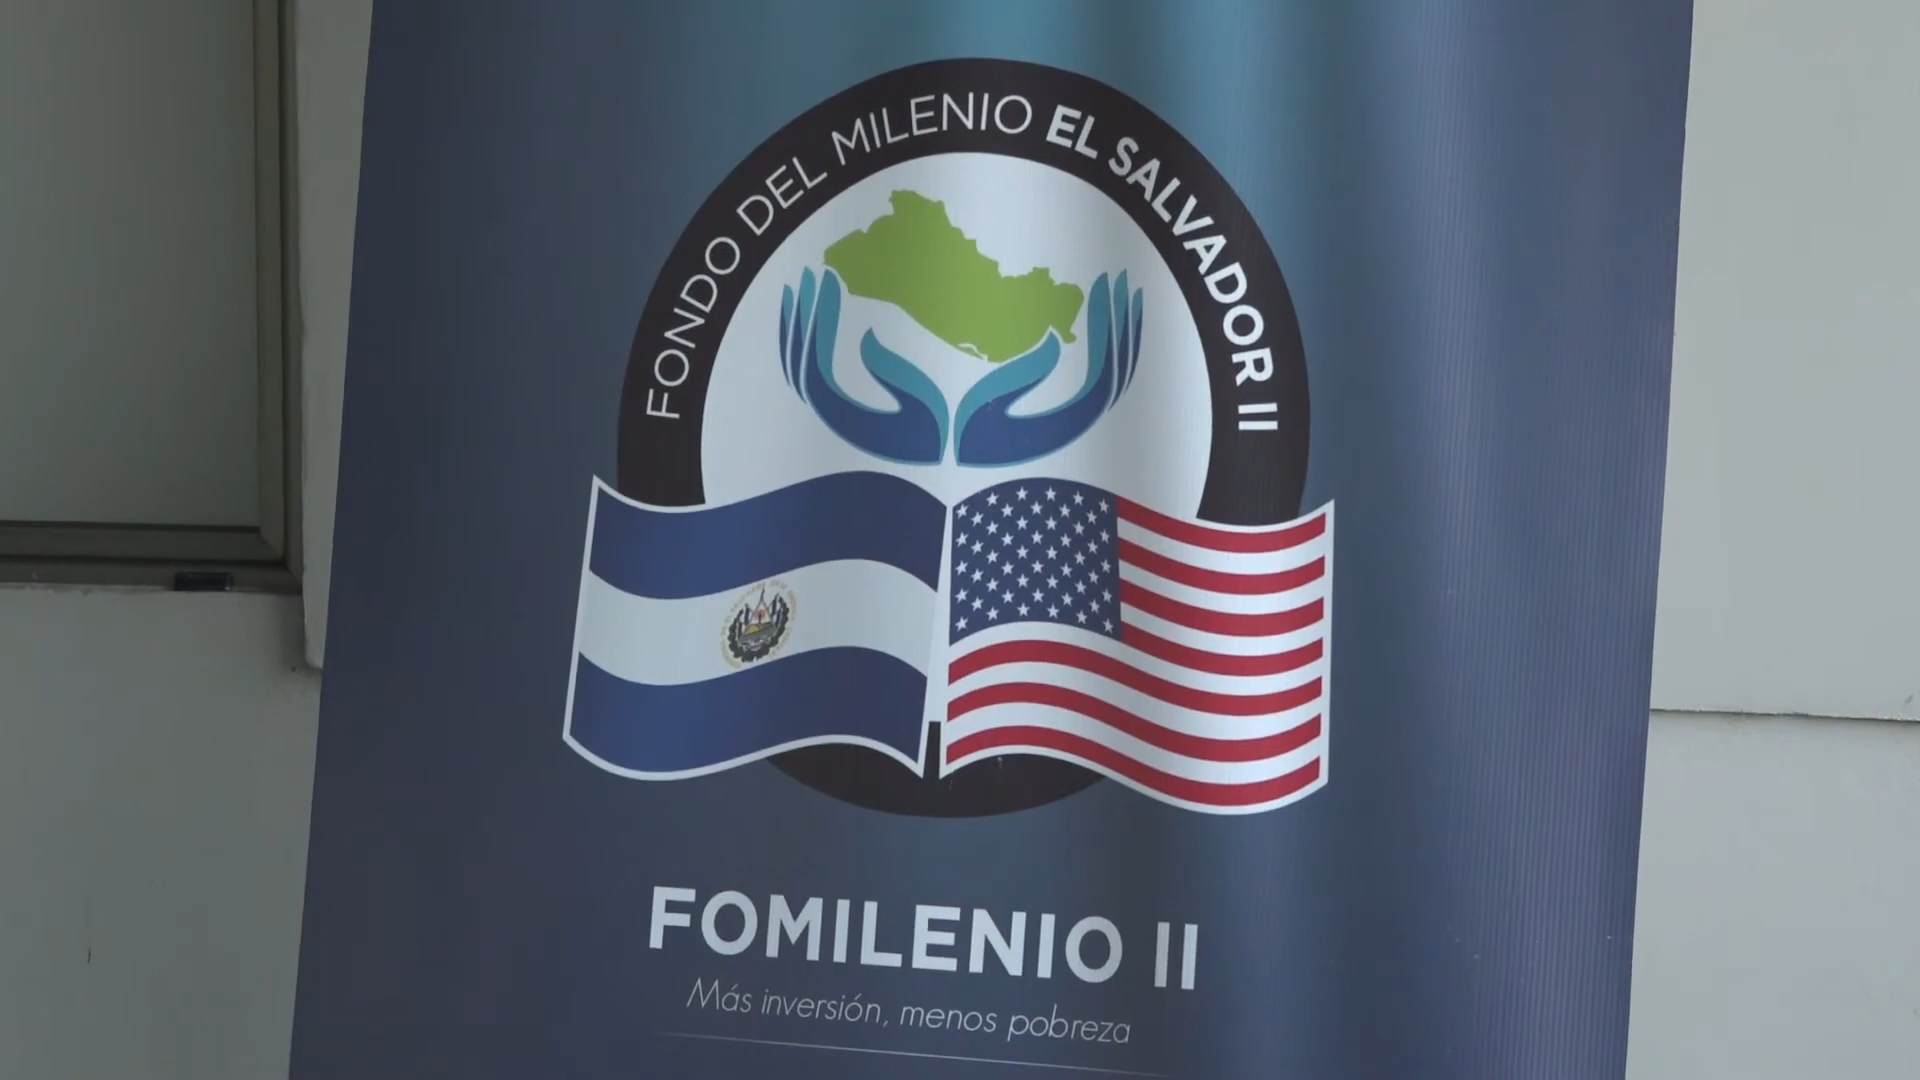 FONDO DEL MILENIO EL SALVADOR II
FOMILENIO II
Más inversión, menos pobreza